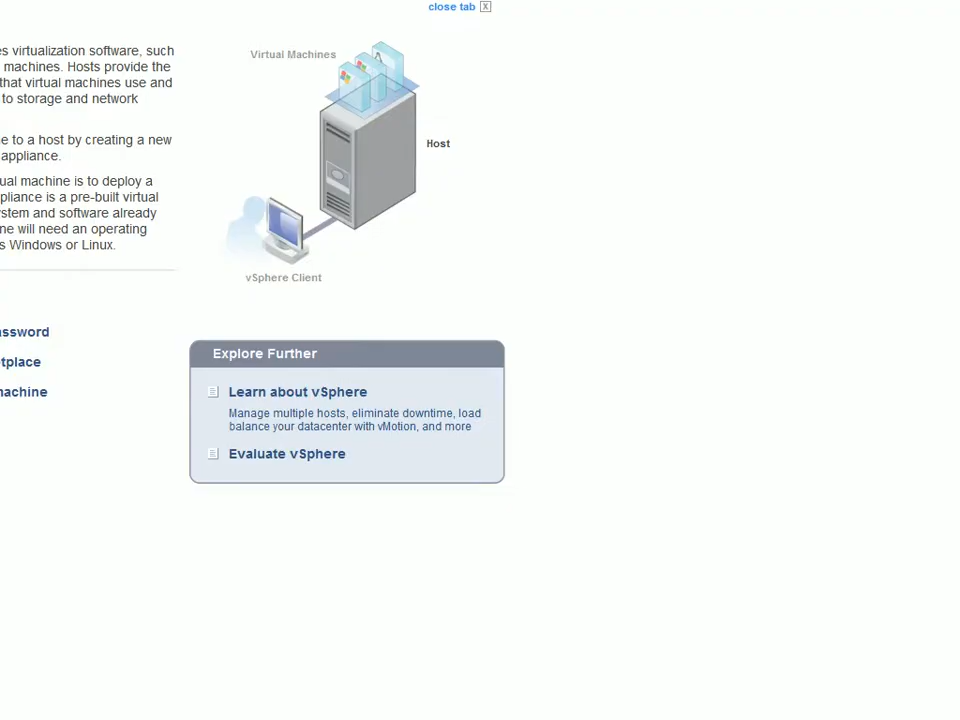 close tab X
es virtualization software, such
machines. Hosts provide the
that virtual machines use and
to storage and network
e to a host by creating a new
appliance.
ual machine is to deploy a
pliance is a pre-built virtual
ystem and software already
ne will need an operating
s Windows or Linux.
assword
tplace
machine
Virtual Machines
Host
vSphere Client
Explore Further
Learn about vSphere
Manage multiple hosts, eliminate downtime, load
balance your datacenter with vMotion, and more
Evaluate vSphere